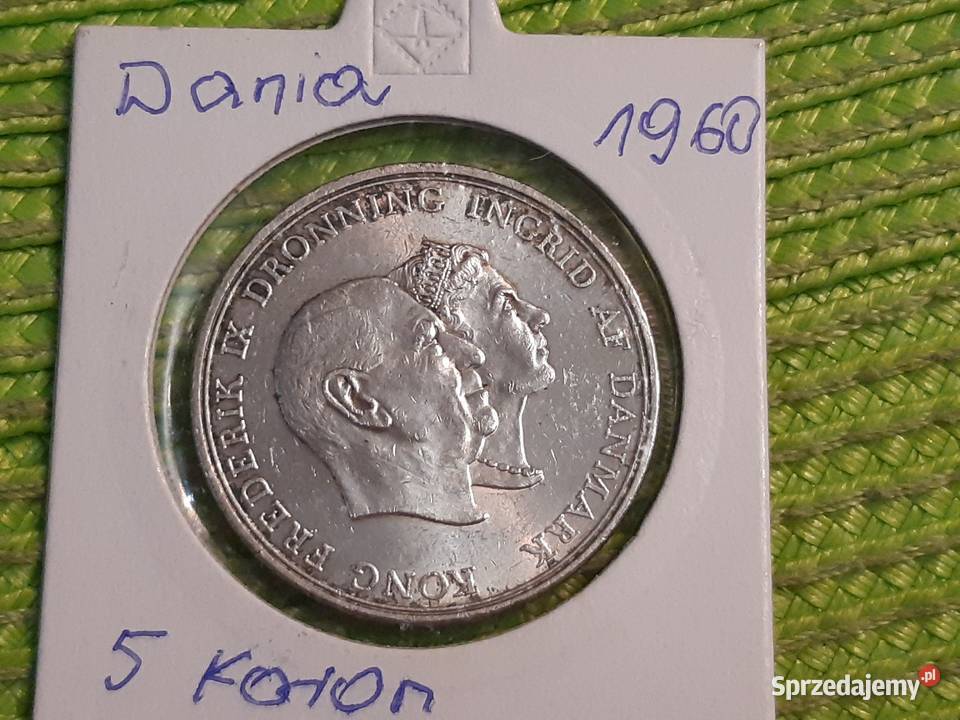 Dania
1960
KONG FREDERIK IX DRONNING INGRID AF DANMARK
5 Koron
Sprzedajemy.pl